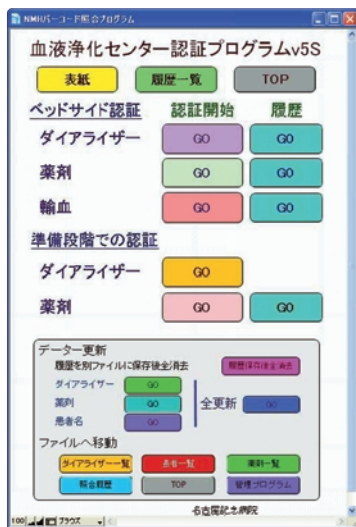 NMHバーコード照合プログラム
血液浄化センター認証プログラムv5S
表紙 履歴一覧 TOP
ベッドサイド認証 認証開始 履歴
ダイアライザー GO GO
薬剤 GO GO
輸血 GO GO
準備段階での認証
ダイアライザー GO
薬剤 GO GO
データー更新
履歴を別ファイルに保存後全消去 履歴保存後全消去
ダイアライザー GO
薬剤 GO 全更新 GO
患者名 GO
ファイルへ移動
ダイアライザー一覧 患者一覧 薬剤一覧
照合履歴 TOP 管理プログラム
名古屋記念病院
100 ブラウズ